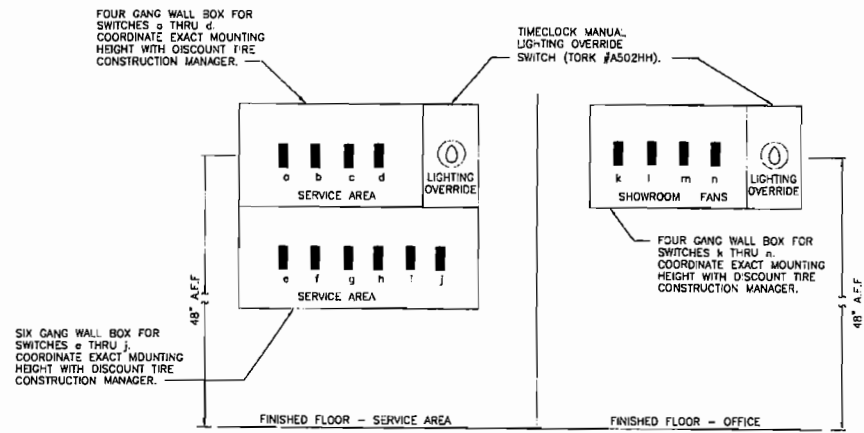 FOUR GANG WALL BOX FOR
SWITCHES a THRU d.
COORDINATE EXACT MOUNTING
HEIGHT WITH DISCOUNT TIRE
CONSTRUCTION MANAGER.
TIMECLOCK MANUAL
LIGHTING OVERRIDE
SWITCH (TORK #A502HH).
a b c d
SERVICE AREA
LIGHTING
OVERRIDE
k l m n
SHOWROOM FANS
LIGHTING
OVERRIDE
e f g h i j
SERVICE AREA
FOUR GANG WALL BOX FOR
SWITCHES k THRU n.
COORDINATE EXACT MOUNTING
HEIGHT WITH DISCOUNT TIRE
CONSTRUCTION MANAGER.
48" A.F.F
48" A.F.F
SIX GANG WALL BOX FOR
SWITCHES e THRU j.
COORDINATE EXACT MOUNTING
HEIGHT WITH DISCOUNT TIRE
CONSTRUCTION MANAGER.
FINISHED FLOOR - SERVICE AREA
FINISHED FLOOR - OFFICE